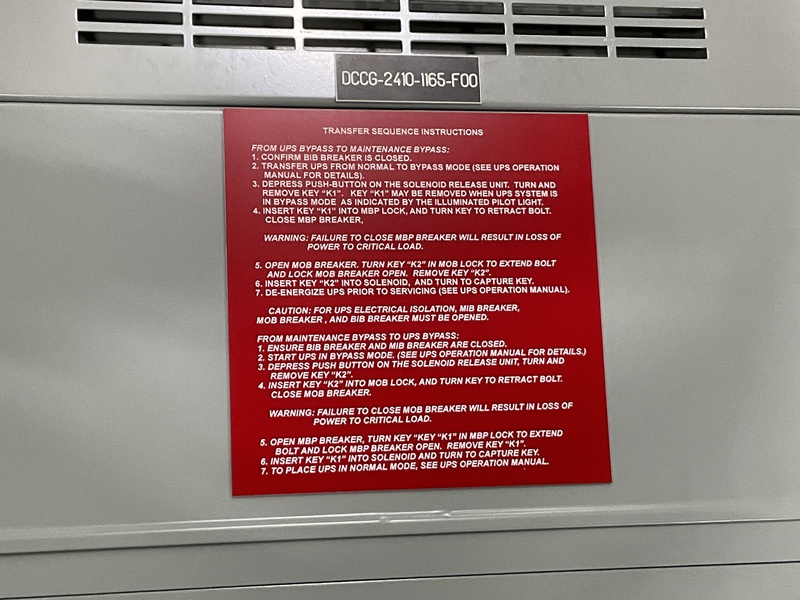 DCCG-2410-1165-F00
TRANSFER SEQUENCE INSTRUCTIONS
FROM UPS BYPASS TO MAINTENANCE BYPASS:
1. CONFIRM BIB BREAKER IS CLOSED.
2. TRANSFER UPS FROM NORMAL TO BYPASS MODE (SEE UPS OPERATION
MANUAL FOR DETAILS).
3. DEPRESS PUSH-BUTTON ON THE SOLENOID RELEASE UNIT. TURN AND
REMOVE KEY "K1". KEY "K1" MAY BE REMOVED WHEN UPS SYSTEM IS
IN BYPASS MODE AS INDICATED BY THE ILLUMINATED PILOT LIGHT.
4. INSERT KEY "K1" INTO MBP LOCK, AND TURN KEY TO RETRACT BOLT.
CLOSE MBP BREAKER,
WARNING: FAILURE TO CLOSE MBP BREAKER WILL RESULT IN LOSS OF
POWER TO CRITICAL LOAD.
5. OPEN MOB BREAKER. TURN KEY "K2" IN MOB LOCK TO EXTEND BOLT
AND LOCK MOB BREAKER OPEN. REMOVE KEY "K2".
6. INSERT KEY "K2" INTO SOLENOID, AND TURN TO CAPTURE KEY.
7. DE-ENERGIZE UPS PRIOR TO SERVICING (SEE UPS OPERATION MANUAL).
CAUTION: FOR UPS ELECTRICAL ISOLATION, MIB BREAKER,
MOB BREAKER , AND BIB BREAKER MUST BE OPENED.
FROM MAINTENANCE BYPASS TO UPS BYPASS:
1. ENSURE BIB BREAKER AND MIB BREAKER ARE CLOSED.
2. START UPS IN BYPASS MODE. (SEE UPS OPERATION MANUAL FOR DETAILS.)
3. DEPRESS PUSH BUTTON ON THE SOLENOID RELEASE UNIT, TURN AND
REMOVE KEY "K2".
4. INSERT KEY "K2" INTO MOB LOCK, AND TURN KEY TO RETRACT BOLT.
CLOSE MOB BREAKER.
WARNING: FAILURE TO CLOSE MOB BREAKER WILL RESULT IN LOSS OF
POWER TO CRITICAL LOAD.
5. OPEN MBP BREAKER, TURN KEY "KEY "K1" IN MBP LOCK TO EXTEND
BOLT AND LOCK MBP BREAKER OPEN. REMOVE KEY "K1".
6. INSERT KEY "K1" INTO SOLENOID AND TURN TO CAPTURE KEY.
7. TO PLACE UPS IN NORMAL MODE, SEE UPS OPERATION MANUAL.